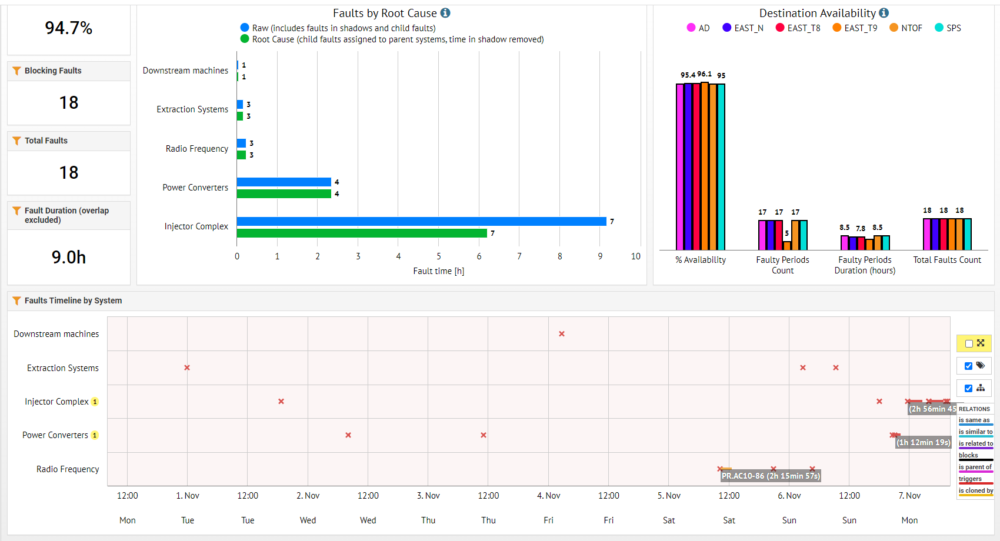 94.7%
Blocking Faults
18
Total Faults
18
Fault Duration (overlap
excluded)
9.0h
Faults by Root Cause
Raw (includes faults in shadows and child faults)
Root Cause (child faults assigned to parent systems, time in shadow removed)
Downstream machines
1
1
Extraction Systems
3
3
Radio Frequency
3
3
Power Converters
4
4
Injector Complex
7
7
0 1 2 3 4 5 6 7 8 9 10
Fault time [h]
Destination Availability
AD EAST_N EAST_T8 EAST_T9 NTOF SPS
95.4 96.1 95
17 17 5 17
8.5 7.8 8.5
18 18 18
% Availability
Faulty Periods
Count
Faulty Periods
Duration (hours)
Total Faults Count
Faults Timeline by System
Downstream machines
Extraction Systems
Injector Complex 1
(2h 56min 45
Power Converters 1
(1h 12min 19s)
Radio Frequency
PR.AC10-86 (2h 15min 57s)
12:00 1. Nov 12:00 2. Nov 12:00 3. Nov 12:00 4. Nov 12:00 5. Nov 12:00 6. Nov 12:00 7. Nov
Mon Tue Tue Wed Wed Thu Thu Fri Fri Sat Sat Sun Sun Mon
RELATIONS
is same as
is similar to
is related to
blocks
is parent of
triggers
is cloned by